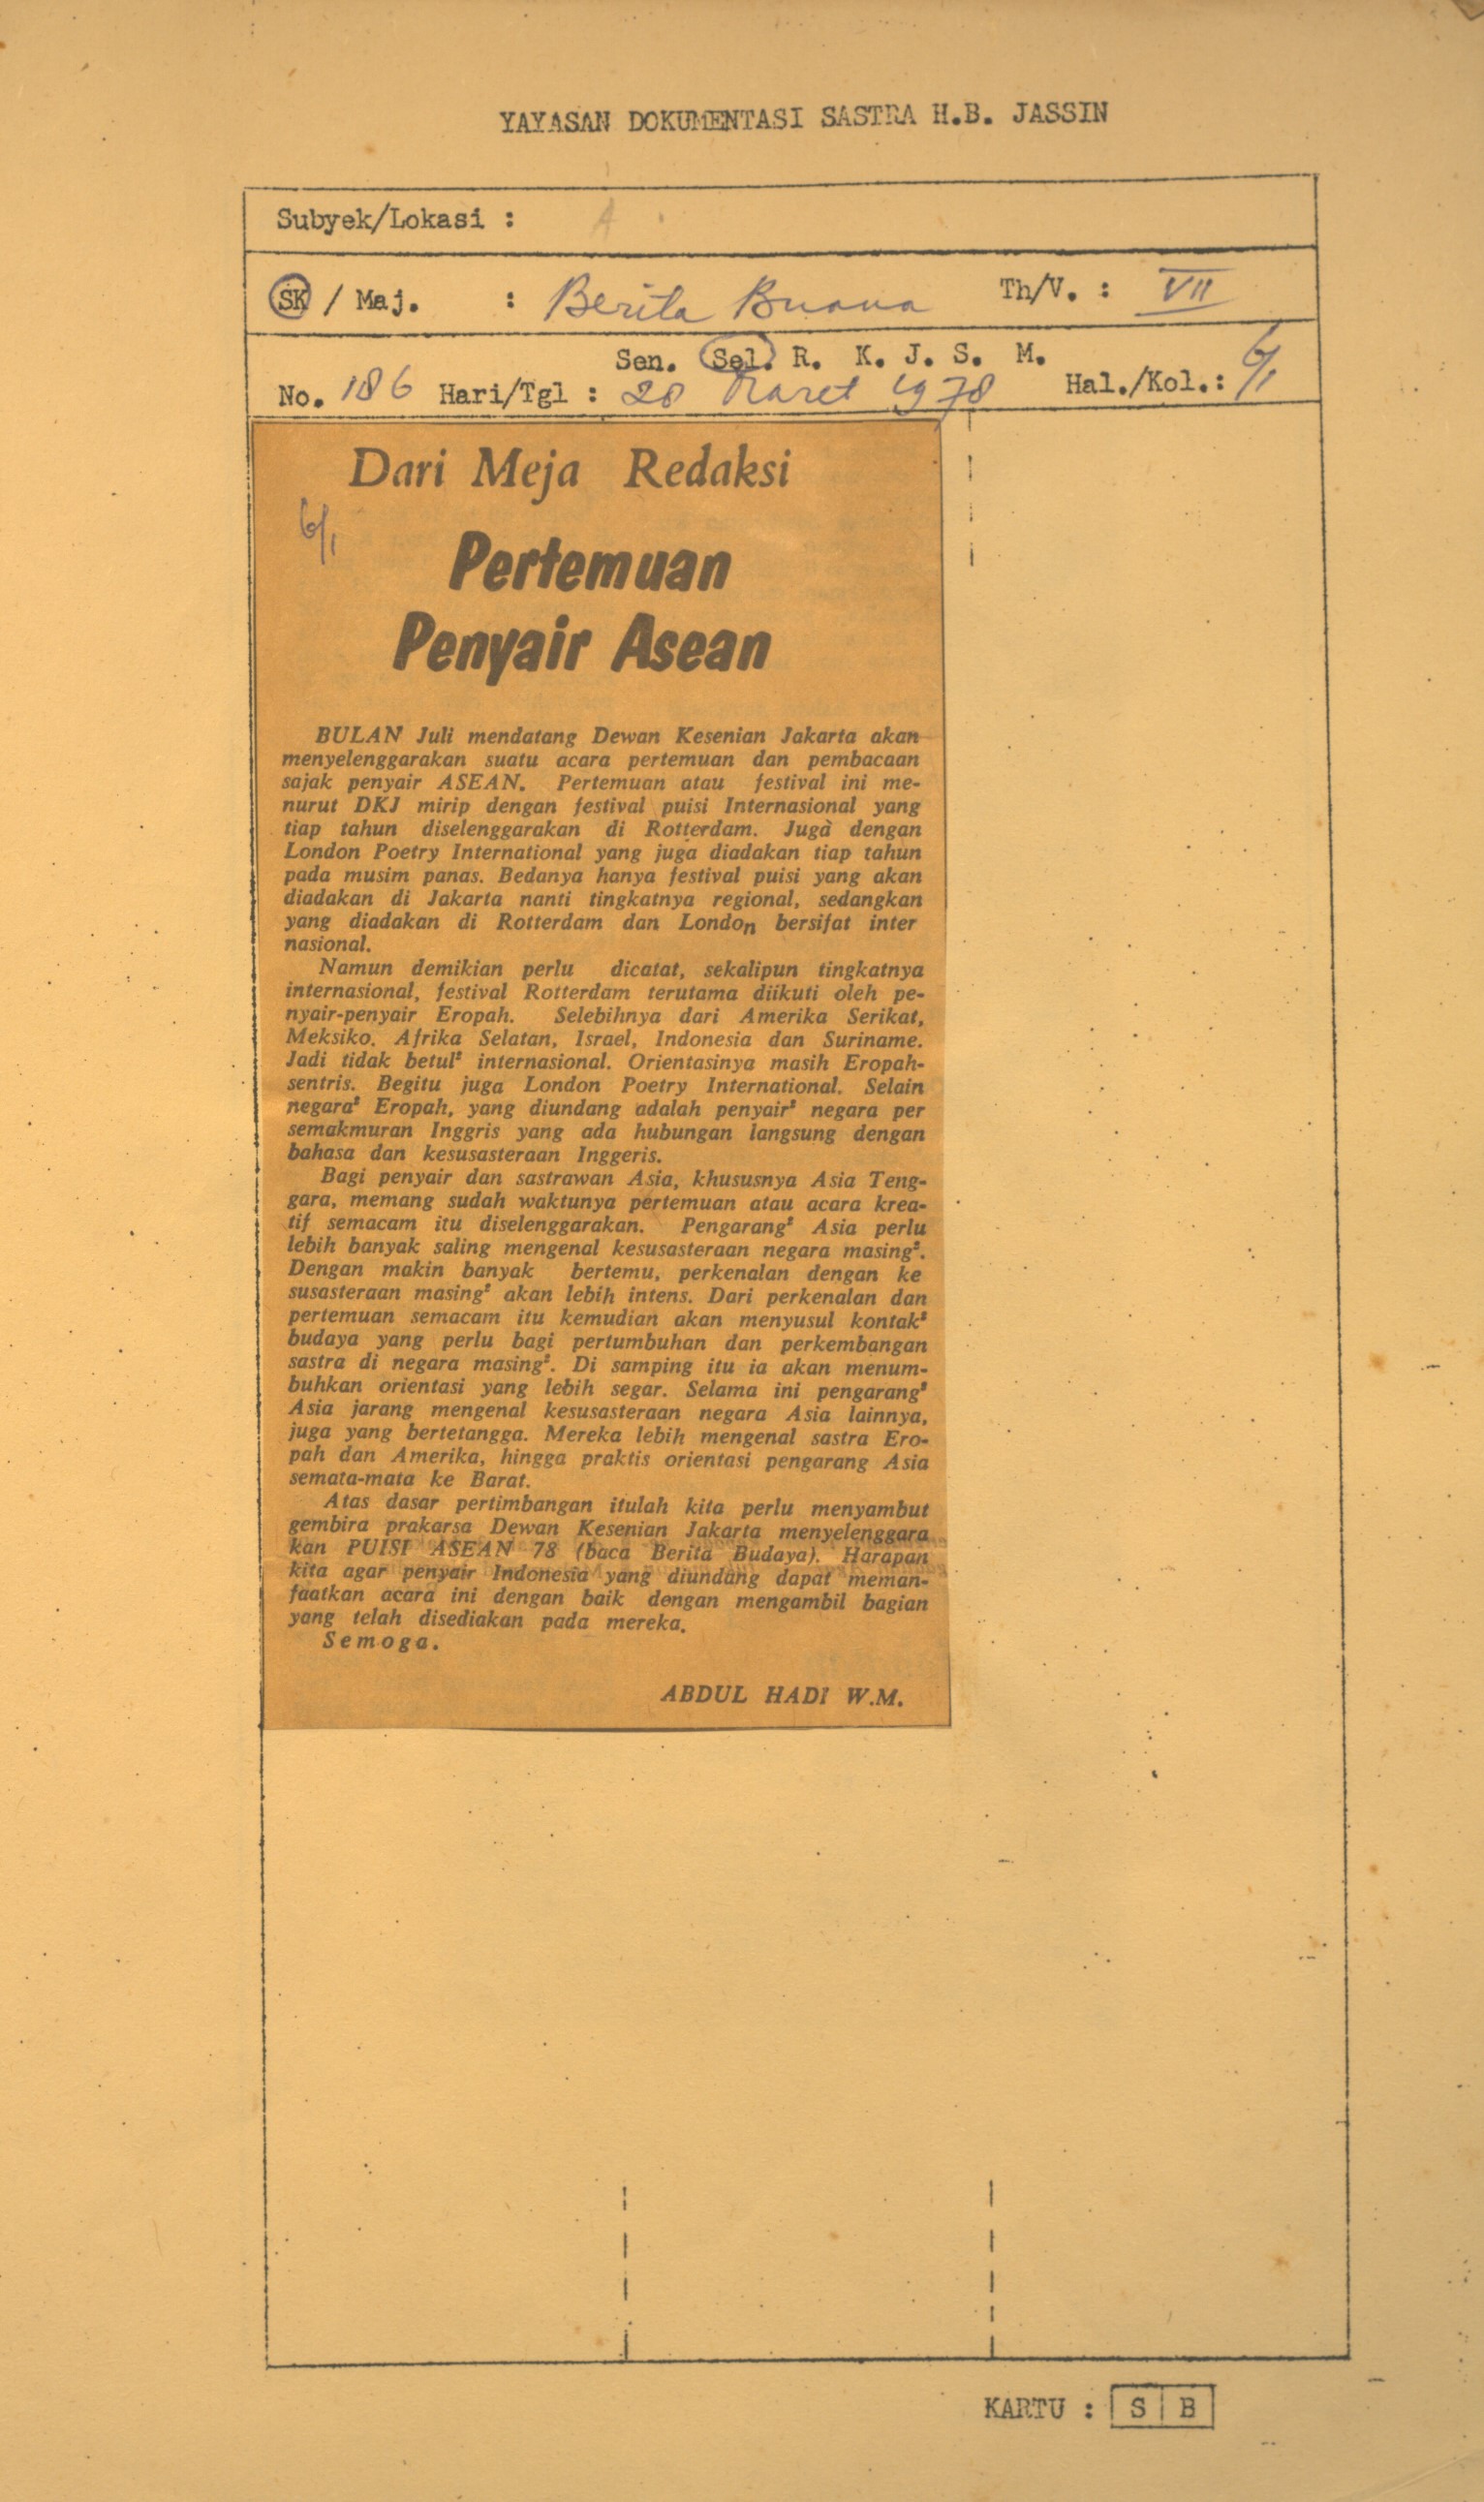 YAYASAN DOKUMENTASI SASTRA H.B. JASSIN
Subyek/Lokasi :
SK / Maj. : Berita Buana Th/V. : VII
Sen. Sel. R. K. J. S. M.
No. 186 Hari/Tgl : 28 Maret 1978 Hal./Kol.: 6/1
Dari Meja Redaksi
6/1
Pertemuan
Penyair Asean
BULAN Juli mendatang Dewan Kesenian Jakarta akan
menyelenggarakan suatu acara pertemuan dan pembacaan
sajak penyair ASEAN. Pertemuan atau festival ini me-
nurut DKJ mirip dengan festival puisi Internasional yang
tiap tahun diselenggarakan di Rotterdam. Juga dengan
London Poetry International yang juga diadakan tiap tahun
pada musim panas. Bedanya hanya festival puisi yang akan
diadakan di Jakarta nanti tingkatnya regional, sedangkan
yang diadakan di Rotterdam dan London bersifat inter
nasional.
Namun demikian perlu dicatat, sekalipun tingkatnya
internasional, festival Rotterdam terutama diikuti oleh pe-
nyair-penyair Eropah. Selebihnya dari Amerika Serikat,
Meksiko. Afrika Selatan, Israel, Indonesia dan Suriname.
Jadi tidak betul² internasional. Orientasinya masih Eropah-
sentris. Begitu juga London Poetry International. Selain
negara² Eropah, yang diundang adalah penyair² negara per
semakmuran Inggris yang ada hubungan langsung dengan
bahasa dan kesusasteraan Inggeris.
Bagi penyair dan sastrawan Asia, khususnya Asia Teng-
gara, memang sudah waktunya pertemuan atau acara krea-
tif semacam itu diselenggarakan. Pengarang² Asia perlu
lebih banyak saling mengenal kesusasteraan negara masing².
Dengan makin banyak bertemu, perkenalan dengan ke
susasteraan masing² akan lebih intens. Dari perkenalan dan
pertemuan semacam itu kemudian akan menyusul kontak²
budaya yang perlu bagi pertumbuhan dan perkembangan
sastra di negara masing². Di samping itu ia akan menum-
buhkan orientasi yang lebih segar. Selama ini pengarang²
Asia jarang mengenal kesusasteraan negara Asia lainnya,
juga yang bertetangga. Mereka lebih mengenal sastra Ero-
pah dan Amerika, hingga praktis orientasi pengarang Asia
semata-mata ke Barat.
Atas dasar pertimbangan itulah kita perlu menyambut
gembira prakarsa Dewan Kesenian Jakarta menyelenggara
kan PUISI ASEAN 78 (baca Berita Budaya). Harapan
kita agar penyair Indonesia yang diundang dapat meman-
faatkan acara ini dengan baik dengan mengambil bagian
yang telah disediakan pada mereka.
Semoga.
ABDUL HADI W.M.
KARTU : S B